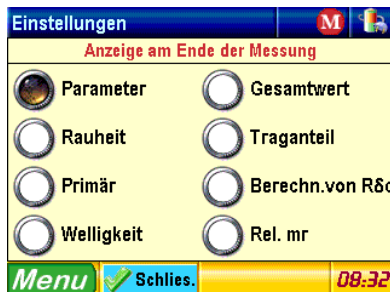 Einstellungen M
Anzeige am Ende der Messung
Parameter
Gesamtwert
Rauheit
Traganteil
Primär
Berechn.von Rδc
Welligkeit
Rel. mr
Menu Schlies. 08:32